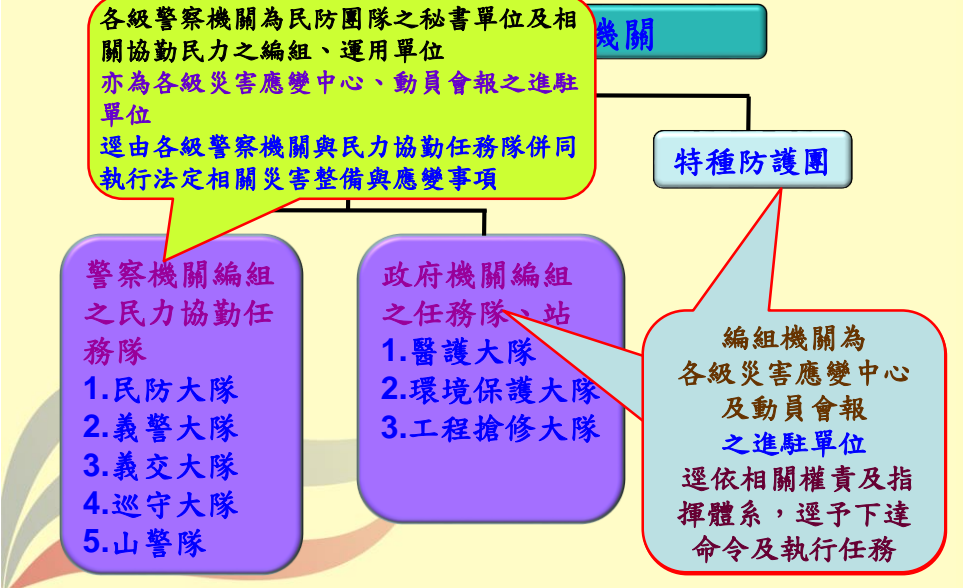 各級警察機關為民防團隊之秘書單位及相
關協勤民力之編組、運用單位
亦為各級災害應變中心、動員會報之進駐
單位
逕由各級警察機關與民力協勤任務隊併同
執行法定相關災害整備與應變事項
機關
特種防護團
警察機關編組
之民力協勤任
務隊
1.民防大隊
2.義警大隊
3.義交大隊
4.巡守大隊
5.山警隊
政府機關編組
之任務隊、站
1.醫護大隊
2.環境保護大隊
3.工程搶修大隊
編組機關為
各級災害應變中心
及動員會報
之進駐單位
逕依相關權責及指
揮體系，逕予下達
命令及執行任務